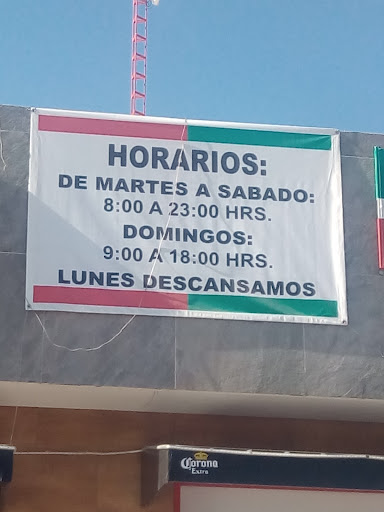 HORARIOS:
DE MARTES A SABADO:
8:00 A 23:00 HRS.
DOMINGOS:
9:00 A 18:00 HRS.
LUNES DESCANSAMOS
Corona
Extra